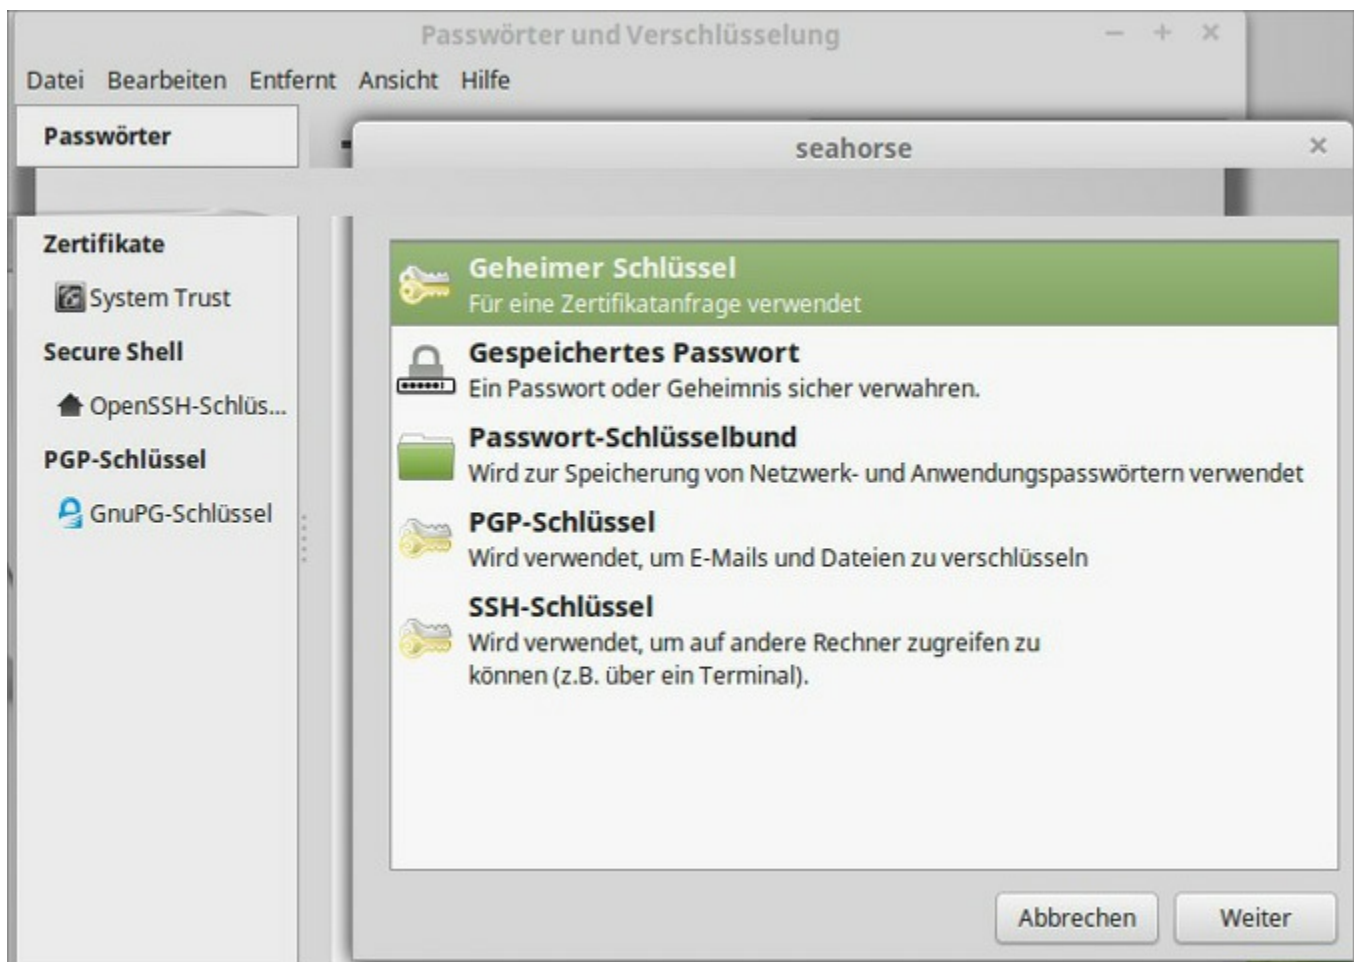 Passwörter und Verschlüsselung
Datei Bearbeiten Entfernt Ansicht Hilfe
Passwörter
seahorse
Zertifikate
System Trust
Secure Shell
OpenSSH-Schlüs...
PGP-Schlüssel
GnuPG-Schlüssel
Geheimer Schlüssel
Für eine Zertifikatanfrage verwendet
Gespeichertes Passwort
Ein Passwort oder Geheimnis sicher verwahren.
Passwort-Schlüsselbund
Wird zur Speicherung von Netzwerk- und Anwendungspasswörtern verwendet
PGP-Schlüssel
Wird verwendet, um E-Mails und Dateien zu verschlüsseln
SSH-Schlüssel
Wird verwendet, um auf andere Rechner zugreifen zu
können (z.B. über ein Terminal).
Abbrechen Weiter